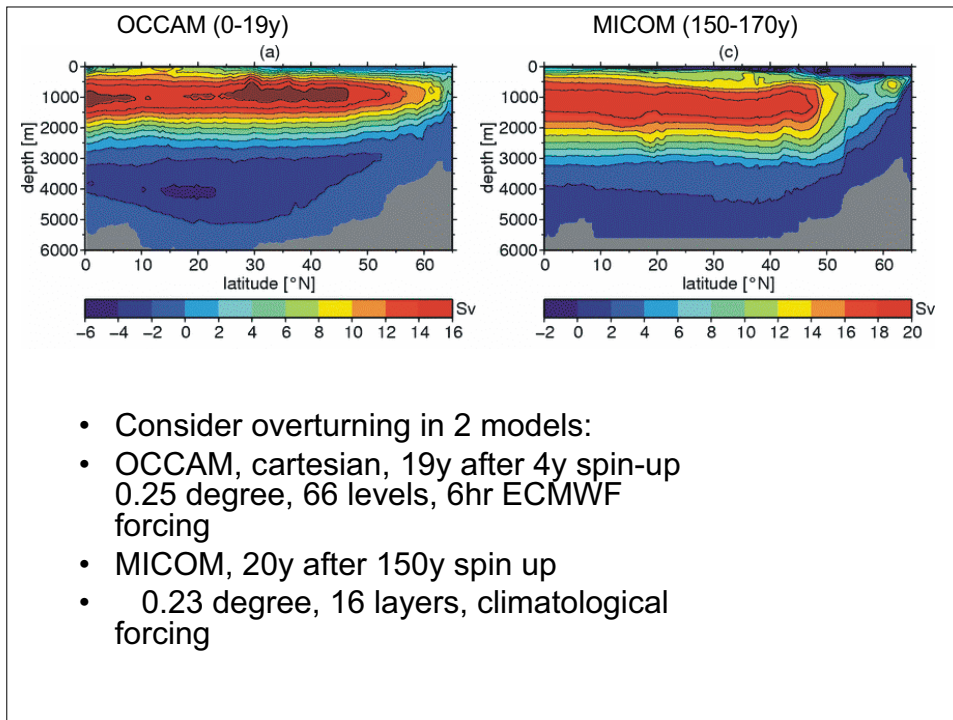 OCCAM (0-19y) MICOM (150-170y)
(a) (c)
0 1000 2000 3000 4000 5000 6000
depth [m]
0 10 20 30 40 50 60
latitude [°N]
−6 −4 −2 0 2 4 6 8 10 12 14 16 Sv
0 1000 2000 3000 4000 5000 6000
depth [m]
0 10 20 30 40 50 60
latitude [°N]
−2 0 2 4 6 8 10 12 14 16 18 20 Sv
• Consider overturning in 2 models:
• OCCAM, cartesian, 19y after 4y spin-up
0.25 degree, 66 levels, 6hr ECMWF
forcing
• MICOM, 20y after 150y spin up
• 0.23 degree, 16 layers, climatological
forcing